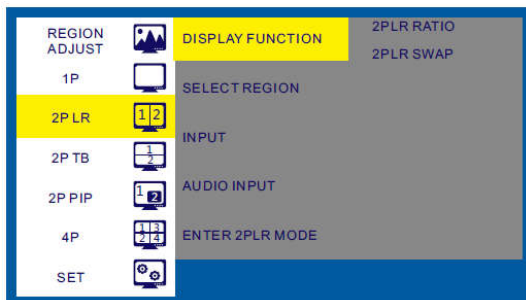 REGION
ADJUST
1P
2P LR
1 2
2P TB
1
2
2P PIP
1 2
4P
1 3
2 4
SET
DISPLAY FUNCTION
SELECT REGION
INPUT
AUDIO INPUT
ENTER 2PLR MODE
2PLR RATIO
2PLR SWAP